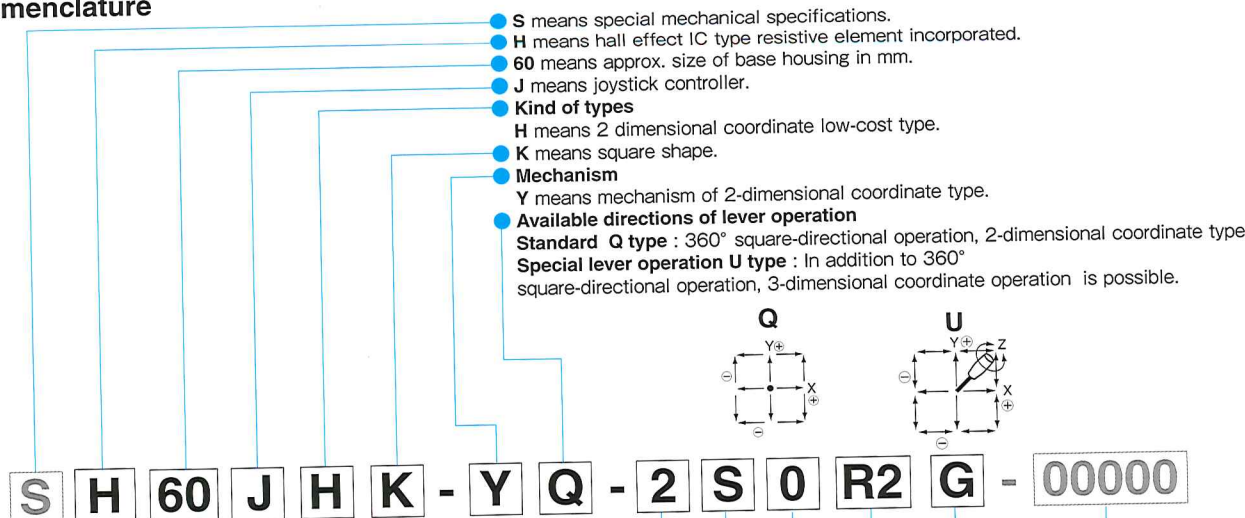 menclature
S means special mechanical specifications.
H means hall effect IC type resistive element incorporated.
60 means approx. size of base housing in mm.
J means joystick controller.
Kind of types
H means 2 dimensional coordinate low-cost type.
K means square shape.
Mechanism
Y means mechanism of 2-dimensional coordinate type.
Available directions of lever operation
Standard Q type : 360° square-directional operation, 2-dimensional coordinate type
Special lever operation U type : In addition to 360°
square-directional operation, 3-dimensional coordinate operation is possible.
Q U
Y⊕ Y⊕ Z
⊖ X ⊖ X
⊕ ⊕
⊖ ⊖
S H 60 J H K - Y Q - 2 S 0 R2 G - 00000